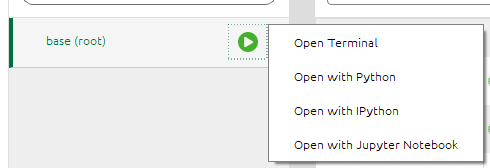 base (root)
Open Terminal
Open with Python
Open with IPython
Open with Jupyter Notebook